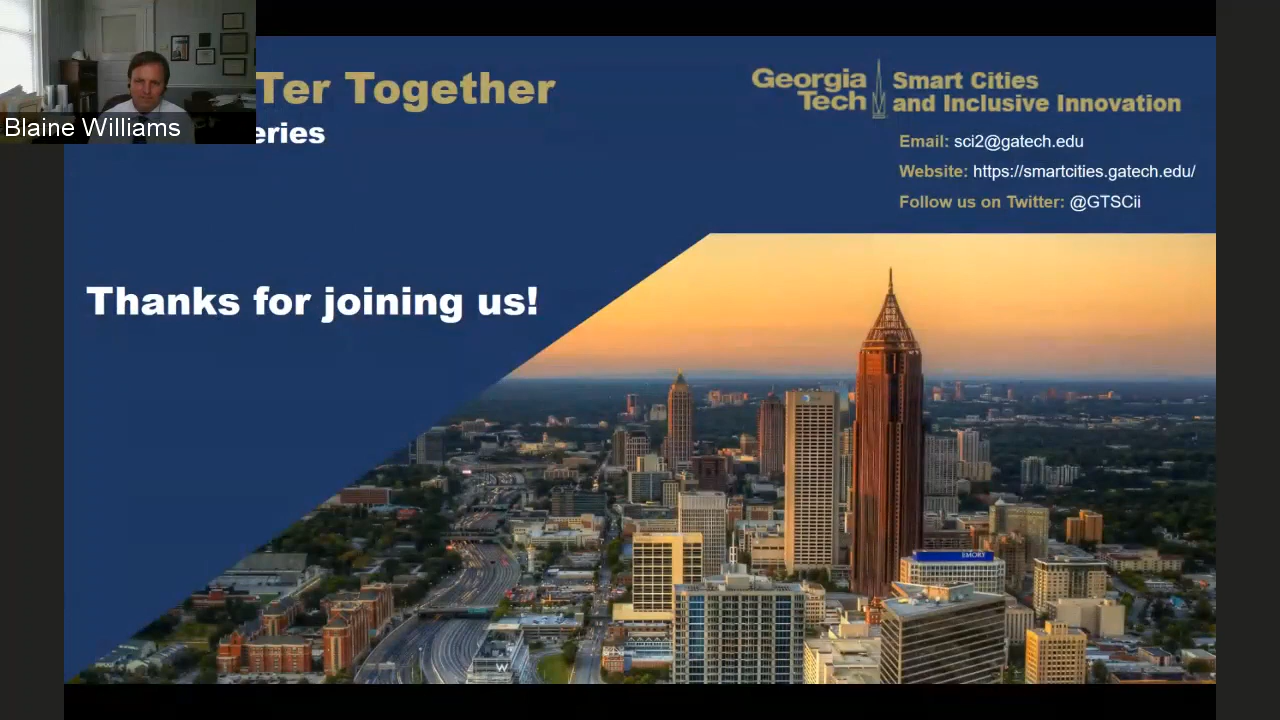 Blaine Williams
Ter Together
eries
Georgia Tech
Smart Cities
and Inclusive Innovation
Email: sci2@gatech.edu
Website: https://smartcities.gatech.edu/
Follow us on Twitter: @GTSCii
Thanks for joining us!
EMORY
W